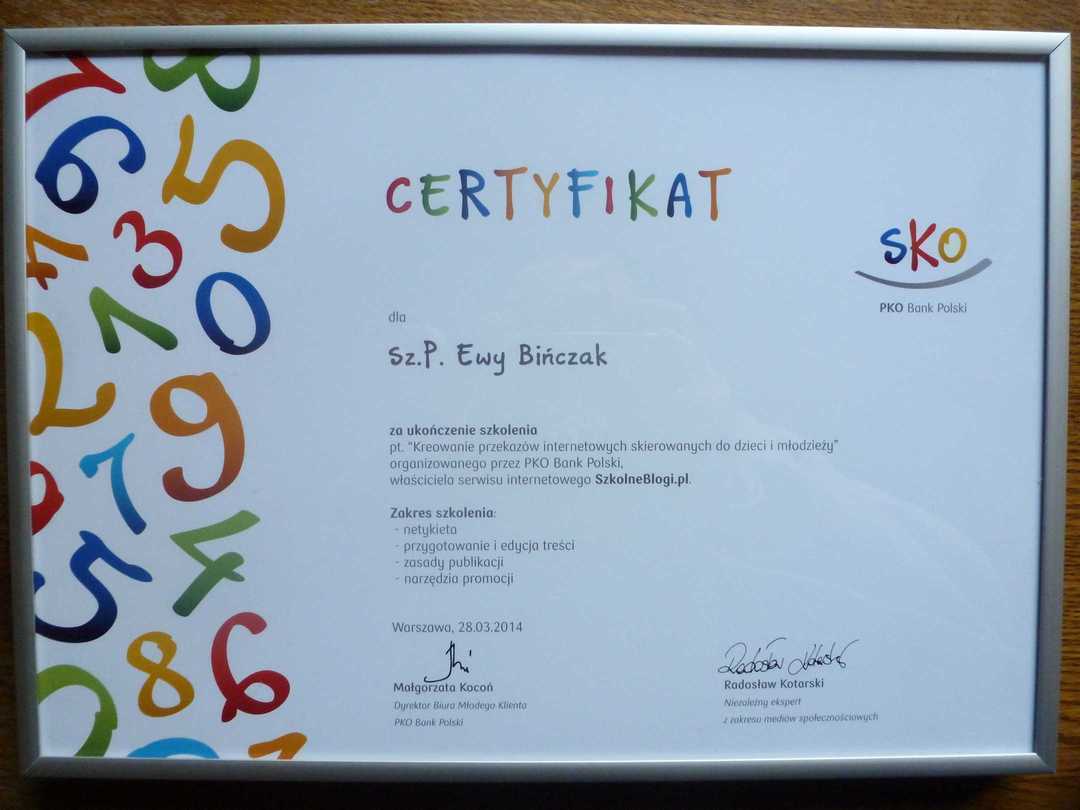 CERTYFIKAT
SKO
PKO Bank Polski
dla
Sz.P. Ewy Bińczak
za ukończenie szkolenia
pt. "Kreowanie przekazów internetowych skierowanych do dzieci i młodzieży"
organizowanego przez PKO Bank Polski,
właściciela serwisu internetowego SzkolneBlogi.pl.
Zakres szkolenia:
- netykieta
- przygotowanie i edycja treści
- zasady publikacji
- narzędzia promocji
Warszawa, 28.03.2014
Małgorzata Kocoń
Dyrektor Biura Młodego Klienta
PKO Bank Polski
Radosław Kotarski
Radosław Kotarski
Niezależny ekspert
z zakresu mediów społecznościowych